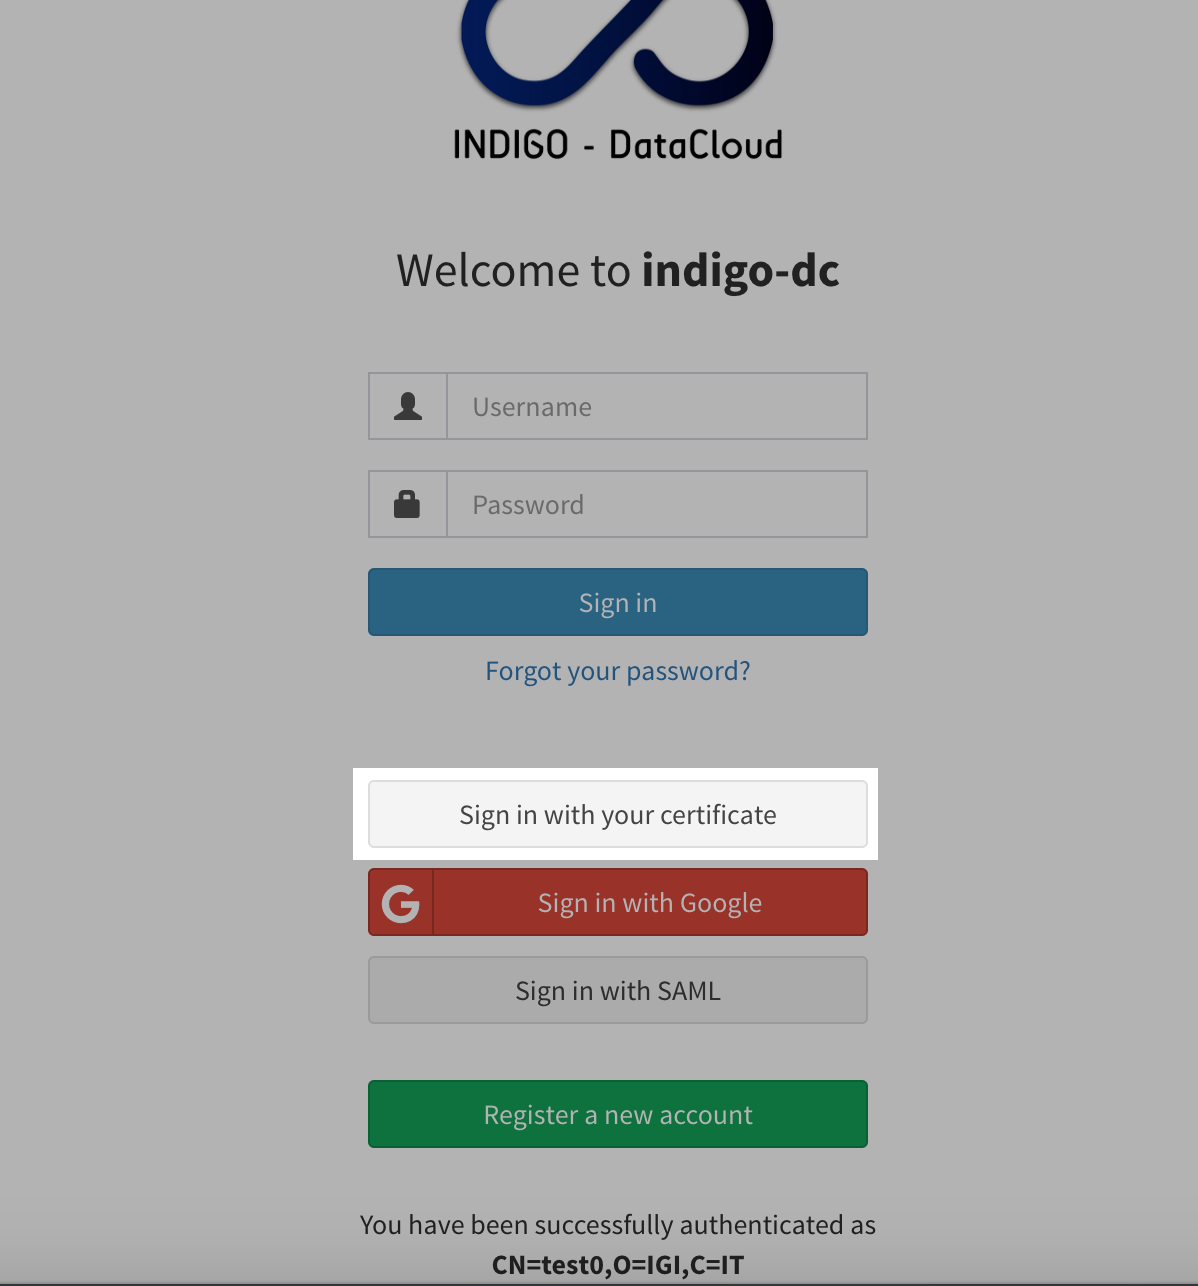 INDIGO - DataCloud
Welcome to indigo-dc
Username
Password
Sign in
Forgot your password?
Sign in with your certificate
G Sign in with Google
Sign in with SAML
Register a new account
You have been successfully authenticated as
CN=test0,O=IGI,C=IT